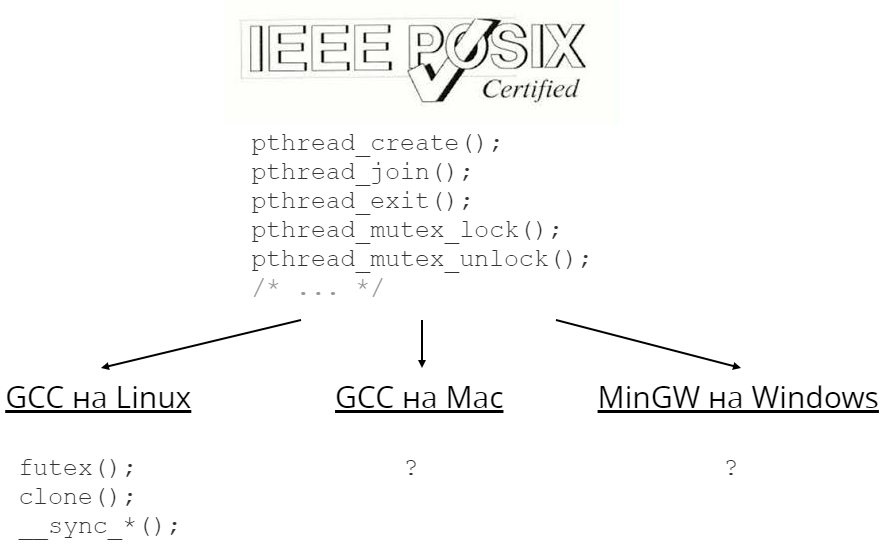 IEEE POSIX
Certified
pthread_create();
pthread_join();
pthread_exit();
pthread_mutex_lock();
pthread_mutex_unlock();
/* ... */
GCC на Linux
GCC на Mac
MinGW на Windows
futex();
?
?
clone();
__sync_*();